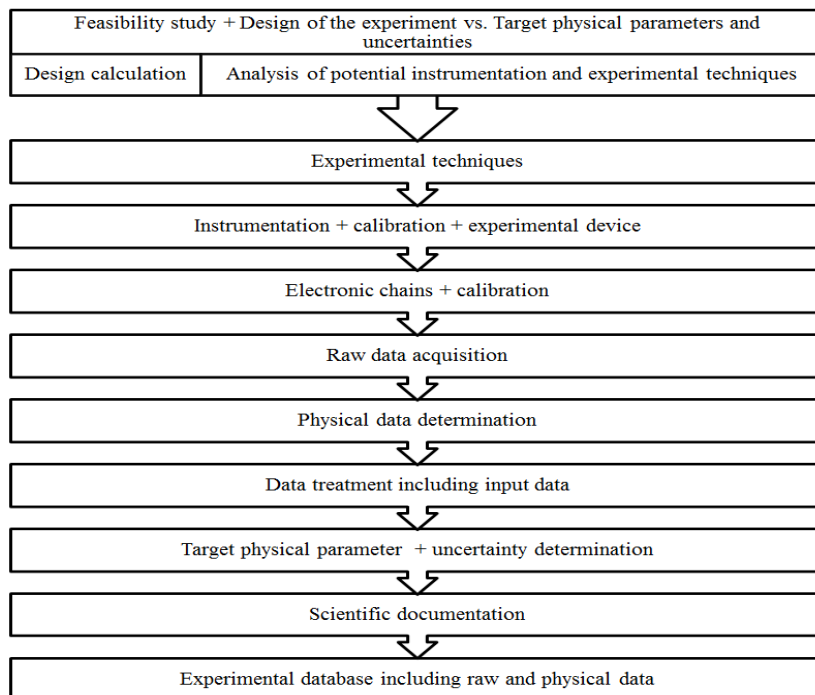 Feasibility study + Design of the experiment vs. Target physical parameters and
uncertainties
Design calculation
Analysis of potential instrumentation and experimental techniques
Experimental techniques
Instrumentation + calibration + experimental device
Electronic chains + calibration
Raw data acquisition
Physical data determination
Data treatment including input data
Target physical parameter + uncertainty determination
Scientific documentation
Experimental database including raw and physical data